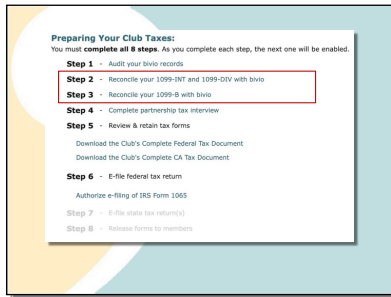 Preparing Your Club Taxes:
You must complete all 8 steps. As you complete each step, the next one will be enabled.
Step 1 - Audit your bivio records
Step 2 - Reconcile your 1099-INT and 1099-DIV with bivio
Step 3 - Reconcile your 1099-B with bivio
Step 4 - Complete partnership tax interview
Step 5 - Review & retain tax forms
Download the Club's Complete Federal Tax Document
Download the Club's Complete CA Tax Document
Step 6 - E-file federal tax return
Authorize e-filing of IRS Form 1065
Step 7 - E-file state tax return(s)
Step 8 - Release forms to members